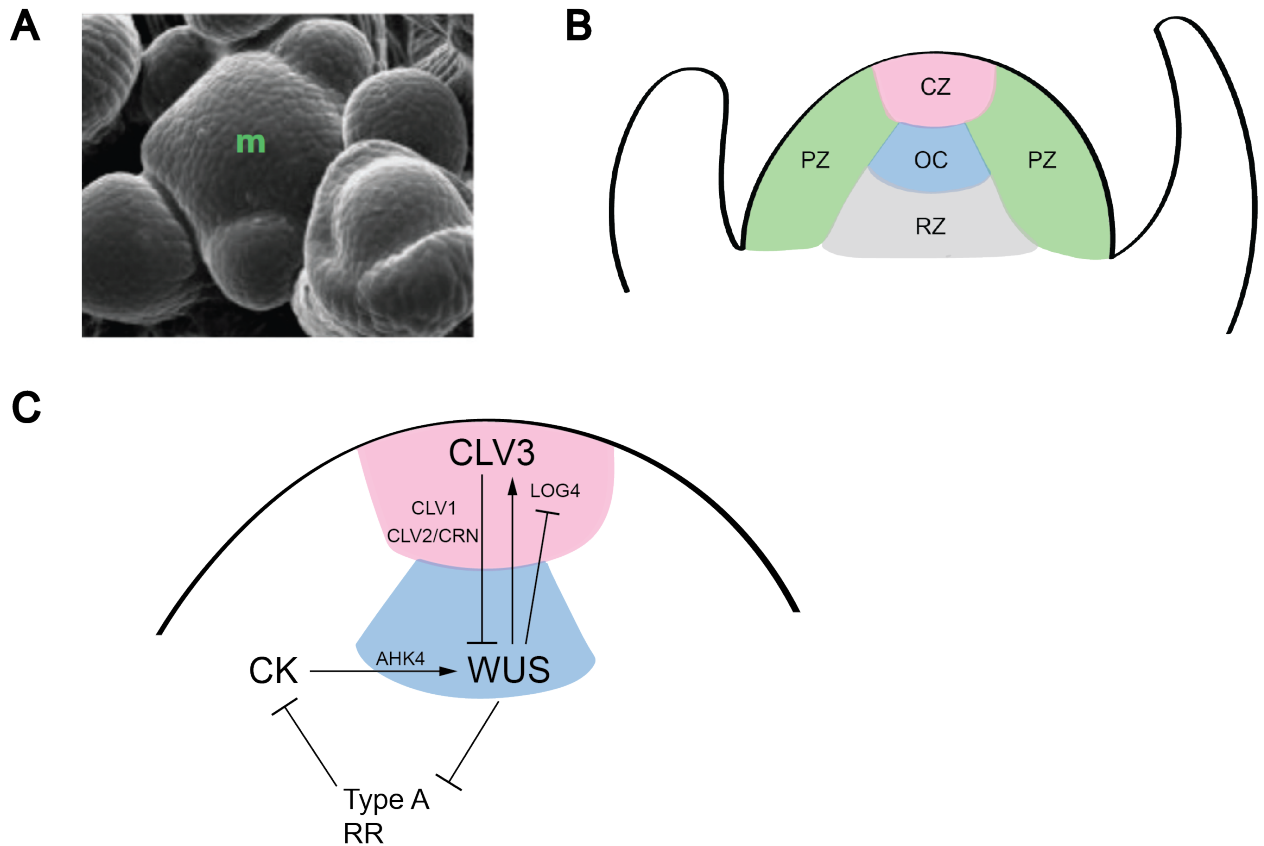 A
B
m
CZ
PZ
OC
PZ
RZ
C
CLV3
LOG4
CLV1
CLV2/CRN
AHK4
CK
WUS
Type A
RR